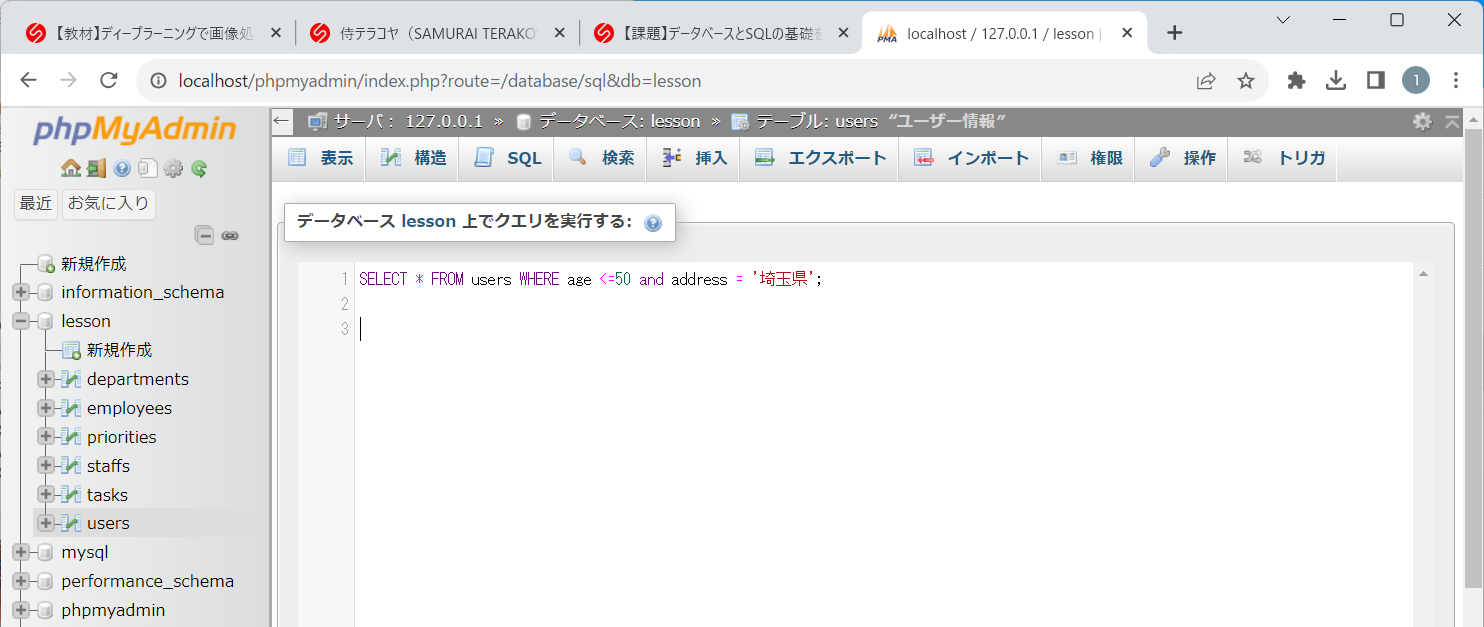 【教材】ディープラーニングで画像処
侍テラコヤ（SAMURAI TERAKO
【課題】データベースとSQLの基礎を
localhost / 127.0.0.1 / lesson |
localhost/phpmyadmin/index.php?route=/database/sql&db=lesson
1
phpMyAdmin
最近
お気に入り
新規作成
information_schema
lesson
新規作成
departments
employees
priorities
staffs
tasks
users
mysql
performance_schema
phpmyadmin
サーバ： 127.0.0.1 » データベース: lesson » テーブル: users “ユーザー情報”
表示 構造 SQL 検索 挿入 エクスポート インポート 権限 操作 トリガ
データベース lesson 上でクエリを実行する:
1 SELECT * FROM users WHERE age <=50 and address = '埼玉県';
2
3